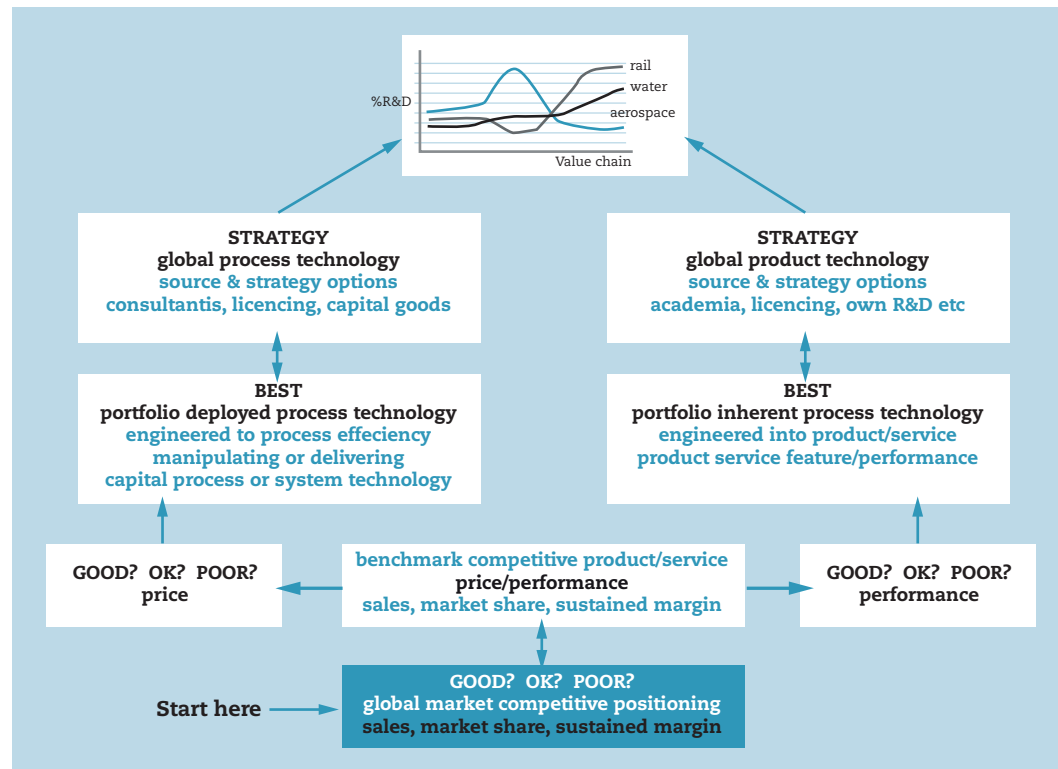 rail
water
%R&D
aerospace
Value chain
STRATEGY
global process technology
source & strategy options
consultantis, licencing, capital goods
STRATEGY
global product technology
source & strategy options
academia, licencing, own R&D etc
BEST
portfolio deployed process technology
engineered to process effeciency
manipulating or delivering
capital process or system technology
BEST
portfolio inherent process technology
engineered into product/service
product service feature/performance
GOOD? OK? POOR?
price
benchmark competitive product/service
price/performance
sales, market share, sustained margin
GOOD? OK? POOR?
performance
Start here
GOOD? OK? POOR?
global market competitive positioning
sales, market share, sustained margin